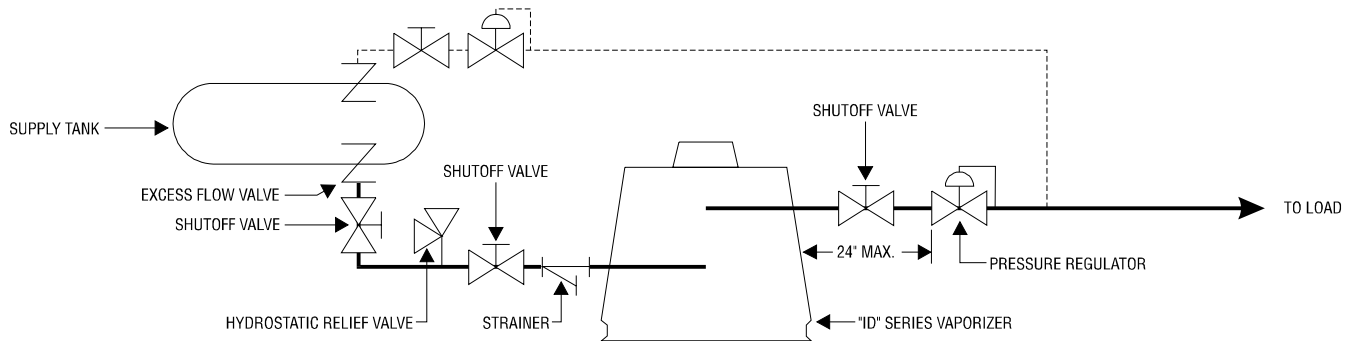 SHUTOFF VALVE
SUPPLY TANK
SHUTOFF VALVE
EXCESS FLOW VALVE
SHUTOFF VALVE
TO LOAD
24" MAX.
PRESSURE REGULATOR
HYDROSTATIC RELIEF VALVE
STRAINER
"ID" SERIES VAPORIZER